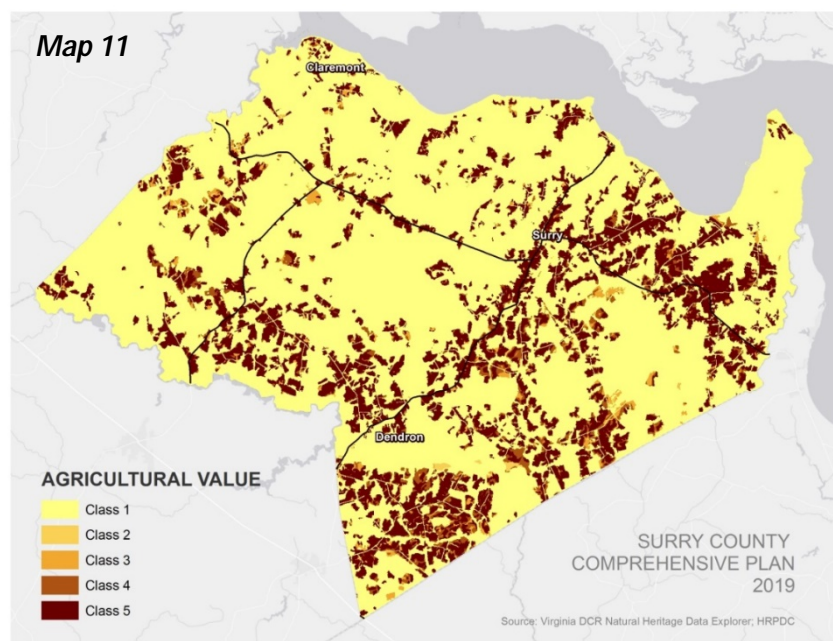 Map 11
Claremont
Surry
Dendron
AGRICULTURAL VALUE
Class 1
Class 2
Class 3
Class 4
Class 5
SURRY COUNTY
COMPREHENSIVE PLAN
2019
Source: Virginia DCR Natural Heritage Data Explorer; HRPDC